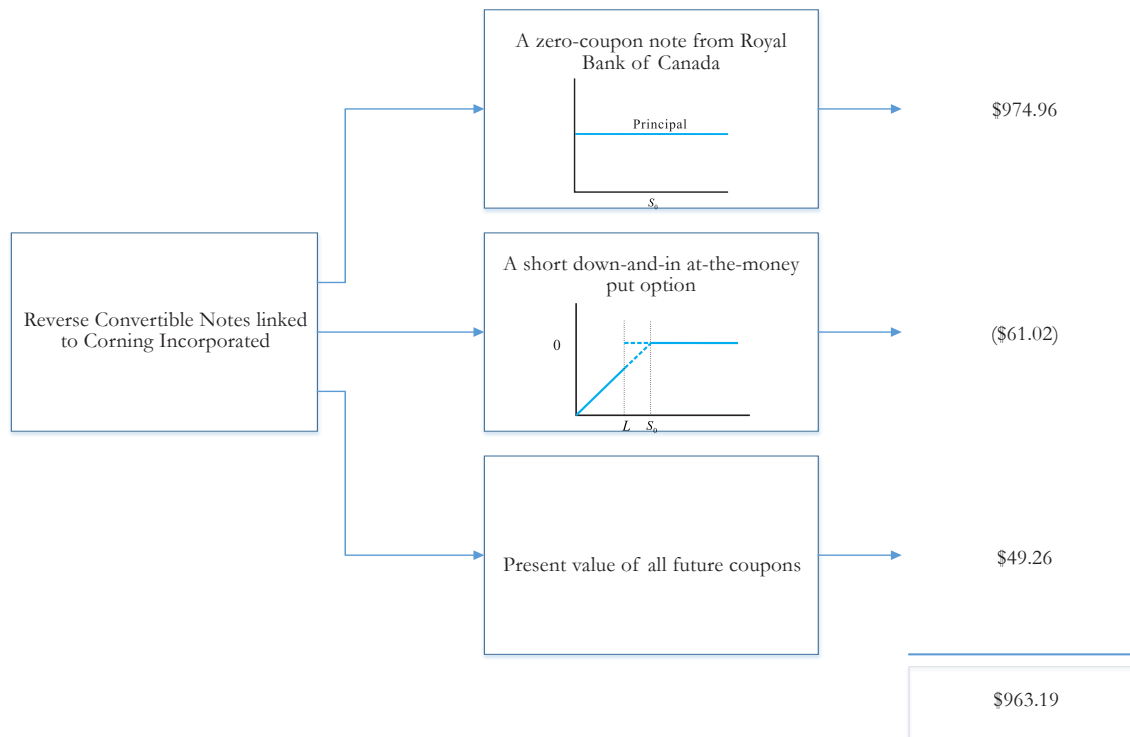 A zero-coupon note from Royal
Bank of Canada
Principal
S₀
$974.96
Reverse Convertible Notes linked
to Corning Incorporated
A short down-and-in at-the-money
put option
0
L S₀
($61.02)
Present value of all future coupons
$49.26
$963.19